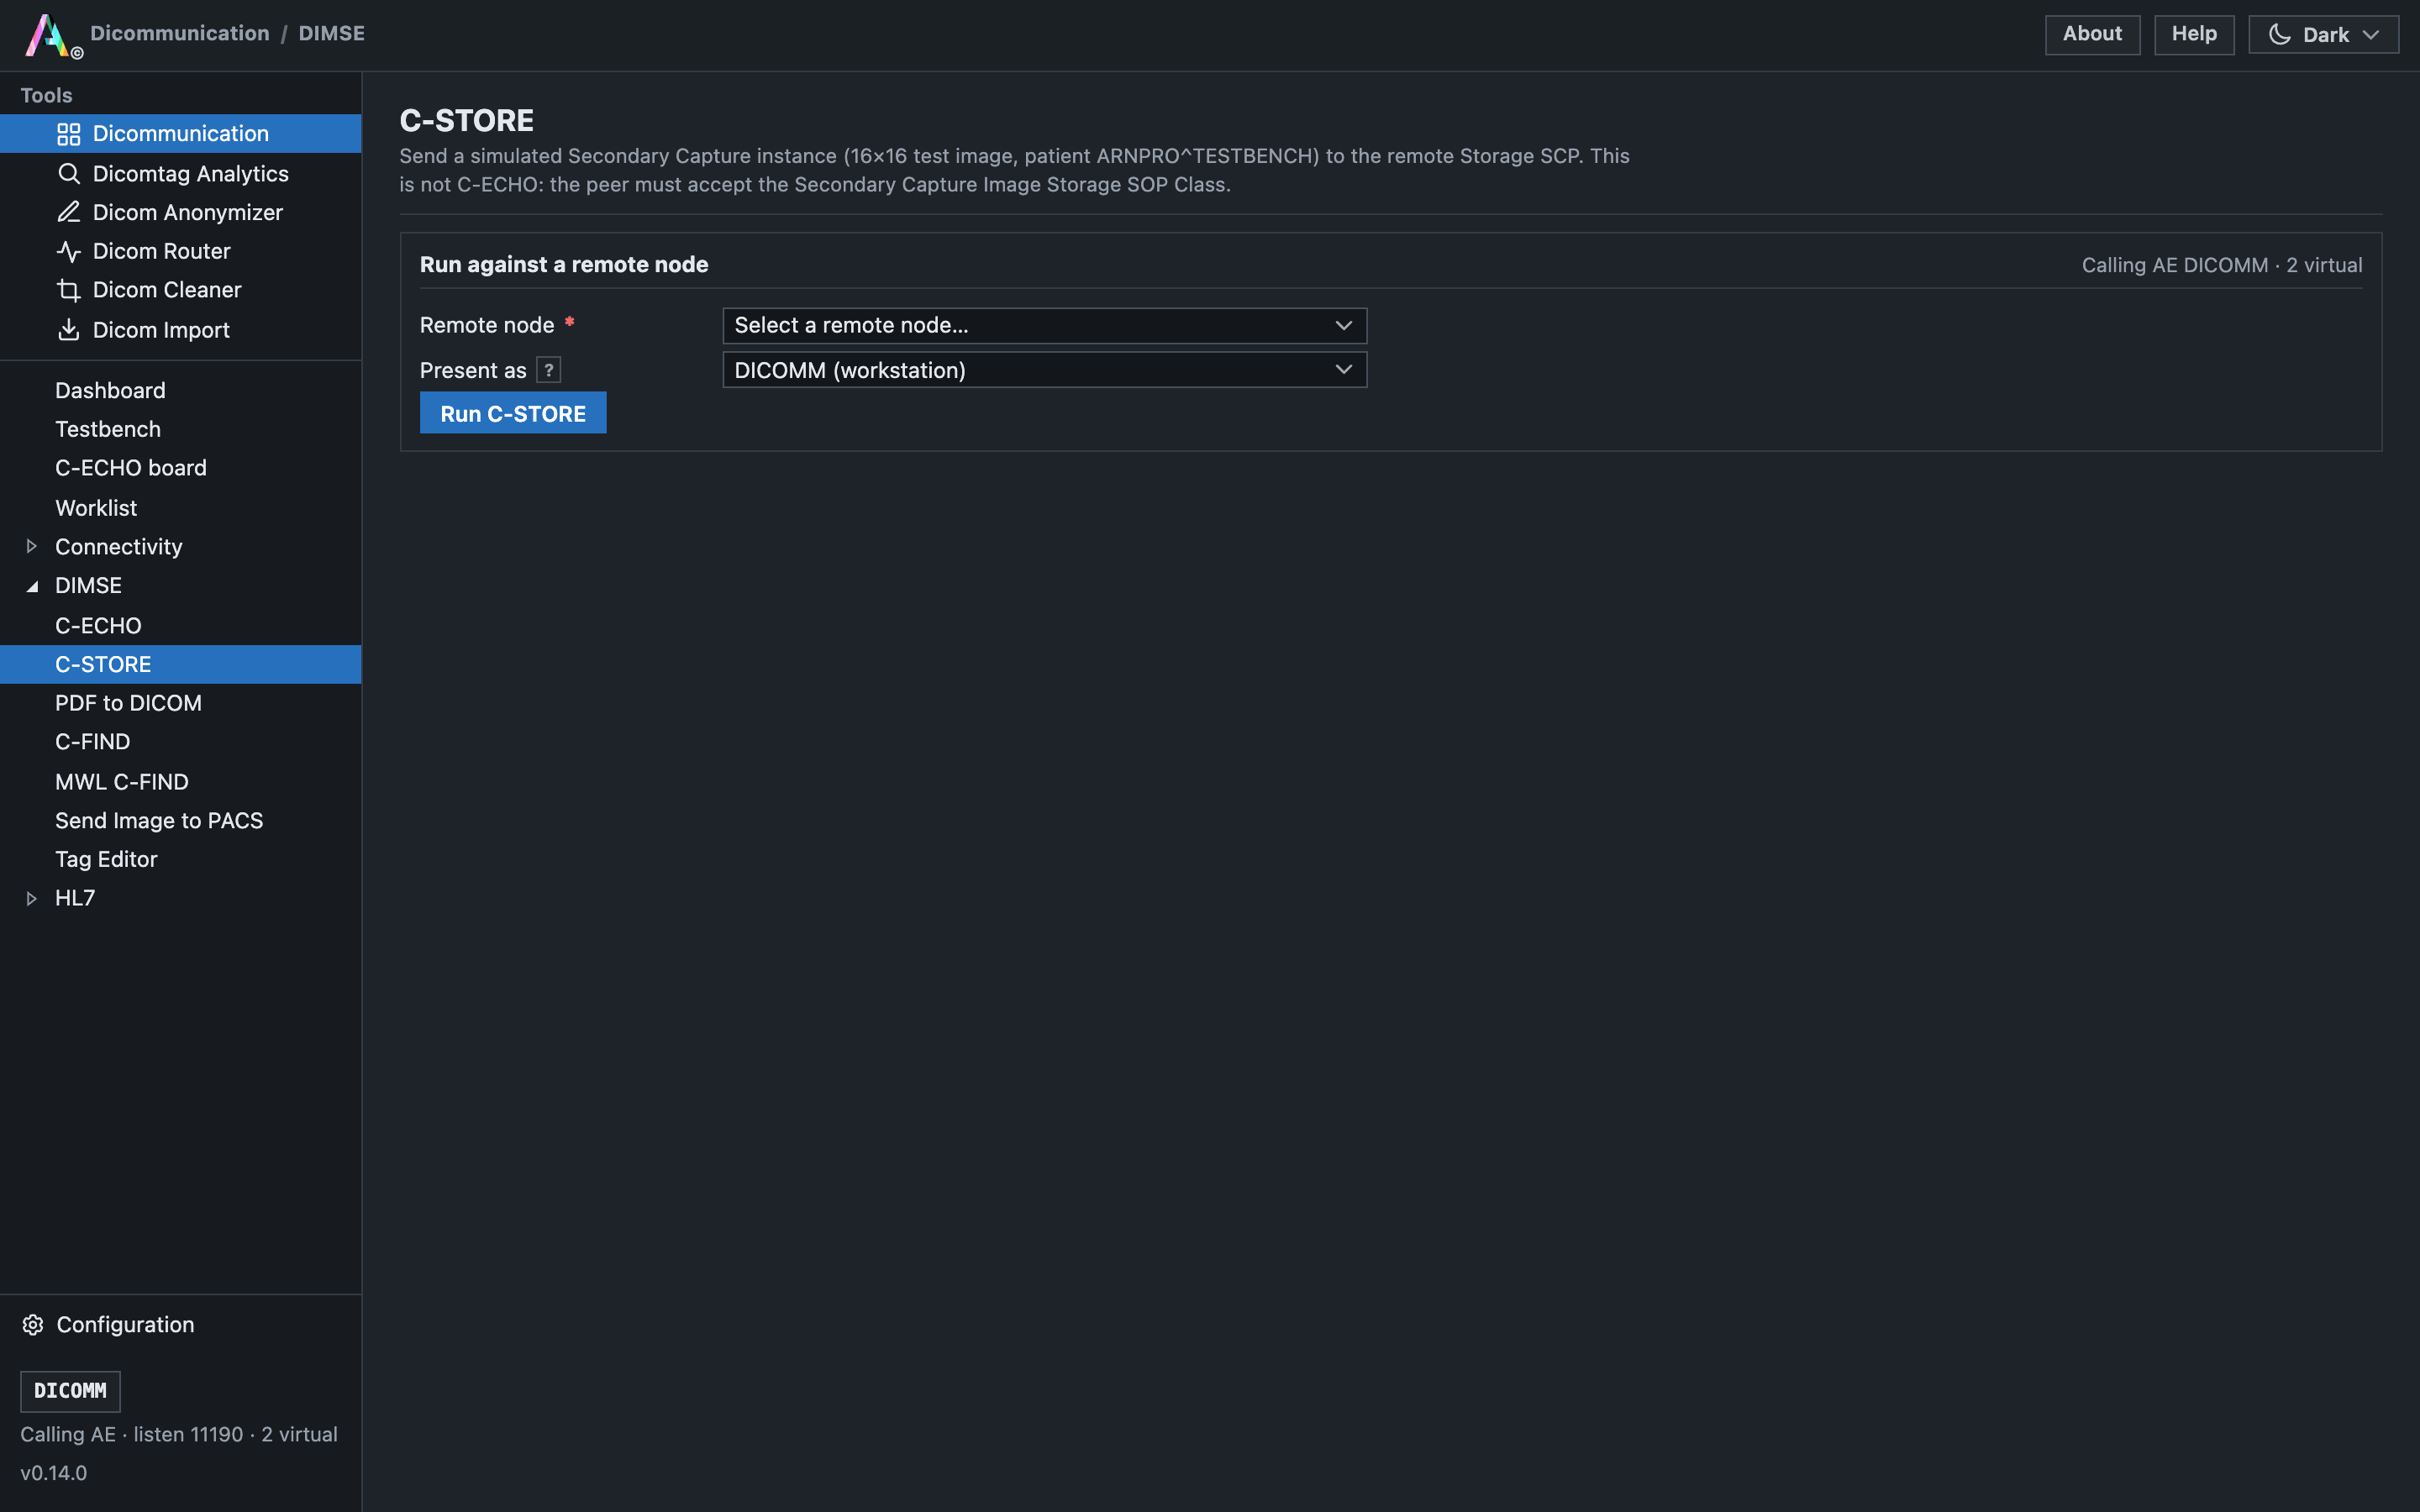 Dicommunication / DIMSE
About
Help
Dark
Tools
Dicommunication
Dicomtag Analytics
Dicom Anonymizer
Dicom Router
Dicom Cleaner
Dicom Import
Dashboard
Testbench
C-ECHO board
Worklist
Connectivity
DIMSE
C-ECHO
C-STORE
PDF to DICOM
C-FIND
MWL C-FIND
Send Image to PACS
Tag Editor
HL7
Configuration
DICOMM
Calling AE · listen 11190 · 2 virtual
v0.14.0
C-STORE
Send a simulated Secondary Capture instance (16×16 test image, patient ARNPRO^TESTBENCH) to the remote Storage SCP. This
is not C-ECHO: the peer must accept the Secondary Capture Image Storage SOP Class.
Run against a remote node
Calling AE DICOMM · 2 virtual
Remote node *
Select a remote node...
Present as ?
DICOMM (workstation)
Run C-STORE